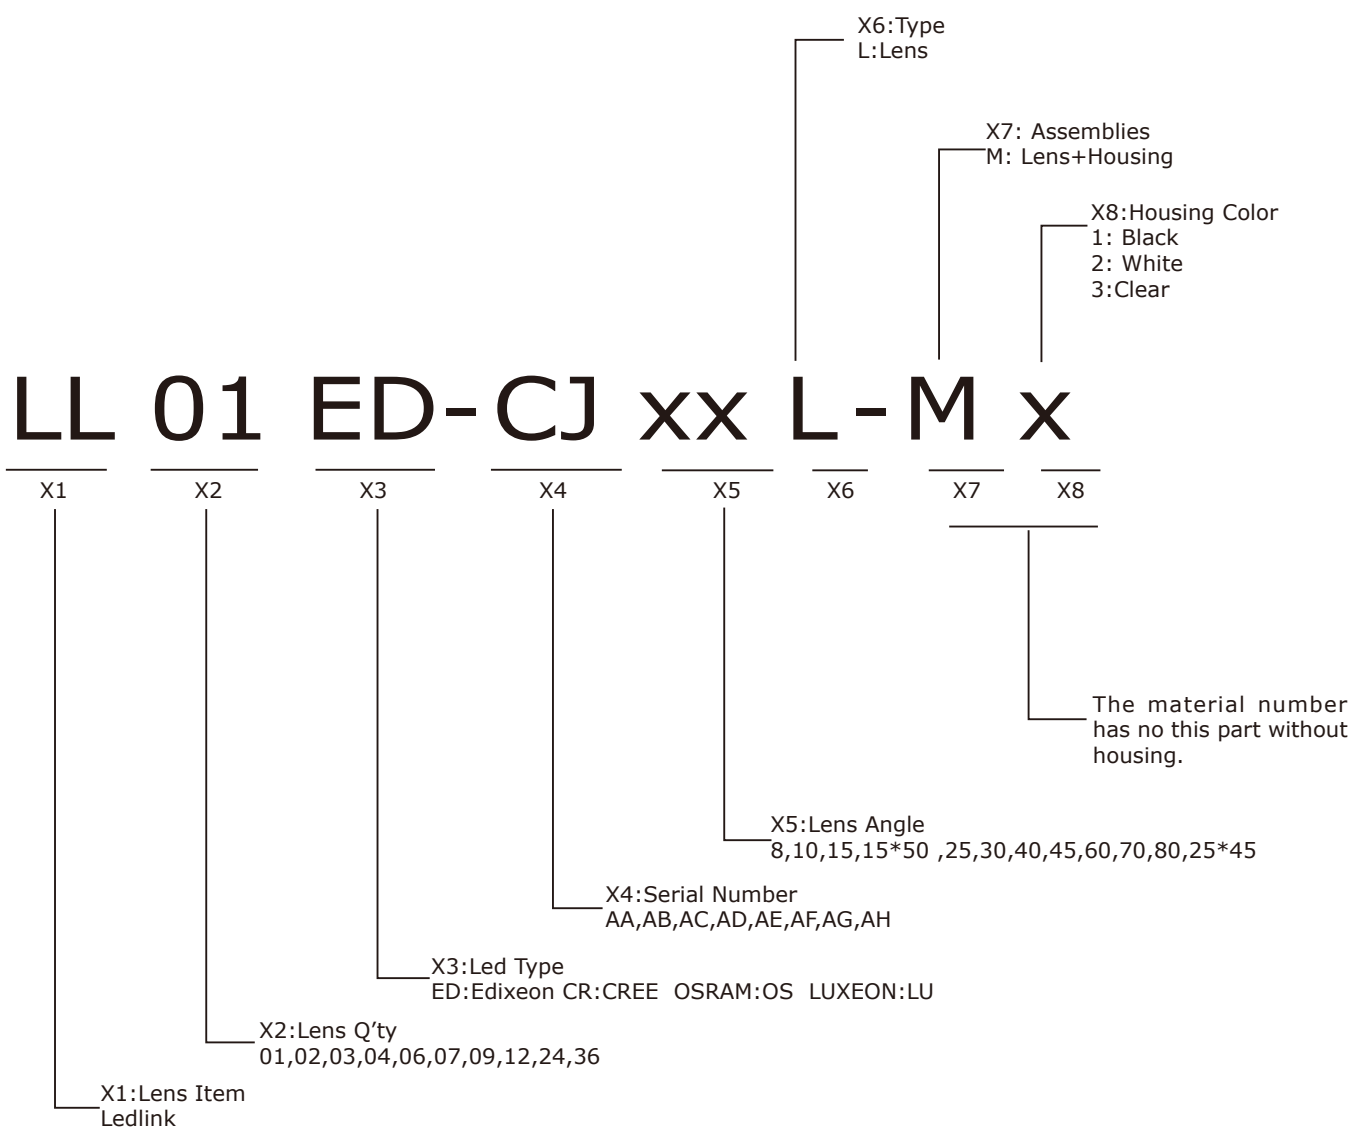 X6:Type
L:Lens
X7: Assemblies
M: Lens+Housing
X8:Housing Color
1: Black
2: White
3:Clear
LL 01 ED-CJ xx L-M x
X1 X2 X3 X4 X5 X6 X7 X8
The material number
has no this part without
housing.
X5:Lens Angle
8,10,15,15*50 ,25,30,40,45,60,70,80,25*45
X4:Serial Number
AA,AB,AC,AD,AE,AF,AG,AH
X3:Led Type
ED:Edixeon CR:CREE OSRAM:OS LUXEON:LU
X2:Lens Q’ty
01,02,03,04,06,07,09,12,24,36
X1:Lens Item
Ledlink